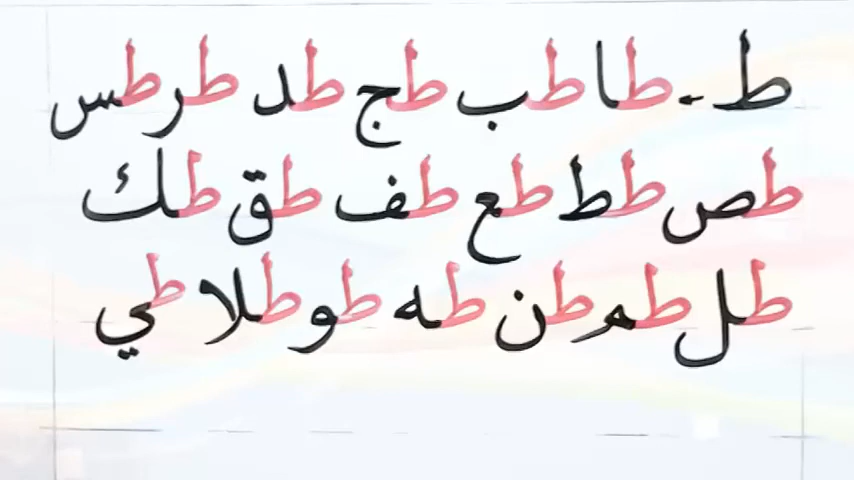 ط - طا طب طج طد طر طس
طص طط طع طف طق طك
طل طم طن طه طو طلا طي